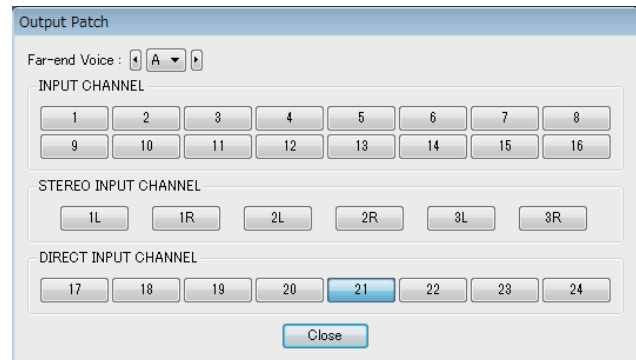 Output Patch
Far-end Voice : A
INPUT CHANNEL
1 2 3 4 5 6 7 8
9 10 11 12 13 14 15 16
STEREO INPUT CHANNEL
1L 1R 2L 2R 3L 3R
DIRECT INPUT CHANNEL
17 18 19 20 21 22 23 24
Close